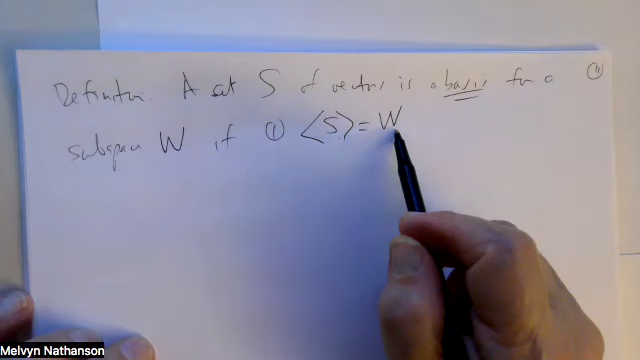 Definition. A set S of vectors is a basis for a
subspace W if ① ⟨S⟩ = W
Melvyn Nathanson